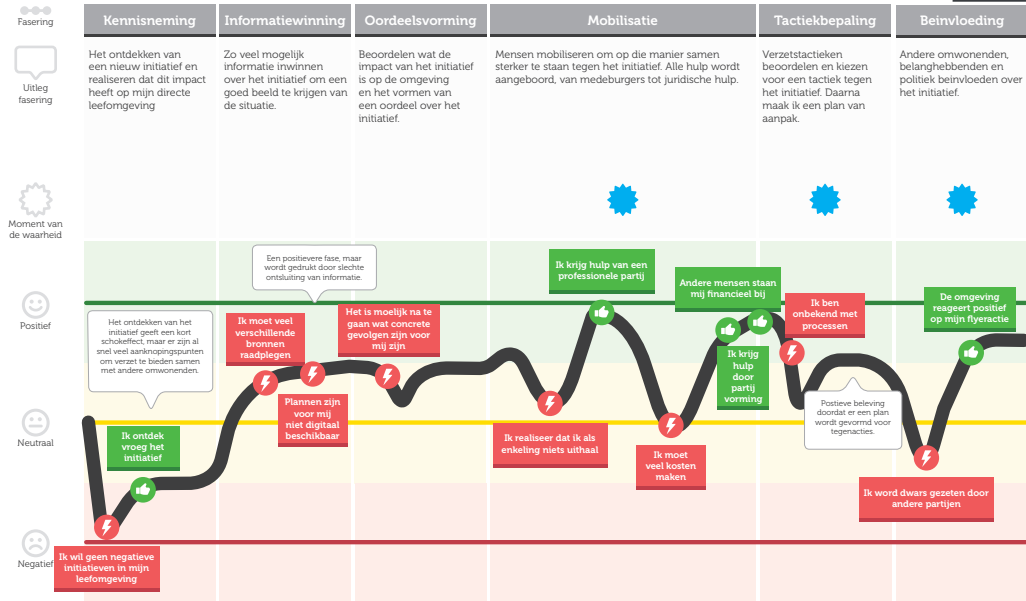 Fasering
Kennisneming
Informatiewinning
Oordeelsvorming
Mobilisatie
Tactiekbepaling
Beinvloeding
Uitleg
fasering
Het ontdekken van
een nieuw initiatief en
realiseren dat dit impact
heeft op mijn directe
leefomgeving
Zo veel mogelijk
informatie inwinnen
over het initiatief om een
goed beeld te krijgen van
de situatie.
Beoordelen wat de
impact van het initiatief
is op de omgeving
en het vormen van
een oordeel over het
initiatief.
Mensen mobiliseren om op die manier samen
sterker te staan tegen het initiatief. Alle hulp wordt
aangeboord, van medeburgers tot juridische hulp.
Verzetstactieken
beoordelen en kiezen
voor een tactiek tegen
het initiatief. Daarna
maak ik een plan van
aanpak.
Andere omwonenden,
belanghebbenden en
politiek beinvloeden over
het initiatief.
Moment van
de waarheid
Positief
Neutraal
Negatief
Het ontdekken van het
initiatief geeft een kort
schokeffect, maar er zijn al
snel veel aanknopingspunten
om verzet te bieden samen
met andere omwonenden.
Ik ontdek
vroeg het
initiatief
Ik wil geen negatieve
initiatieven in mijn
leefomgeving
Een positievere fase, maar
wordt gedrukt door slechte
ontsluiting van informatie.
Ik moet veel
verschillende
bronnen
raadplegen
Plannen zijn
voor mij
niet digitaal
beschikbaar
Het is moelijk na te
gaan wat concrete
gevolgen zijn voor
mij zijn
Ik krijg hulp van een
professionele partij
Ik realiseer dat ik als
enkeling niets uithaal
Ik moet
veel kosten
maken
Andere mensen staan
mij financieel bij
Ik krijg
hulp
door
partij
vorming
Ik ben
onbekend met
processen
Postieve beleving
doordat er een plan
wordt gevormd voor
tegenacties.
De omgeving
reageert positief
op mijn flyeractie
Ik word dwars gezeten door
andere partijen